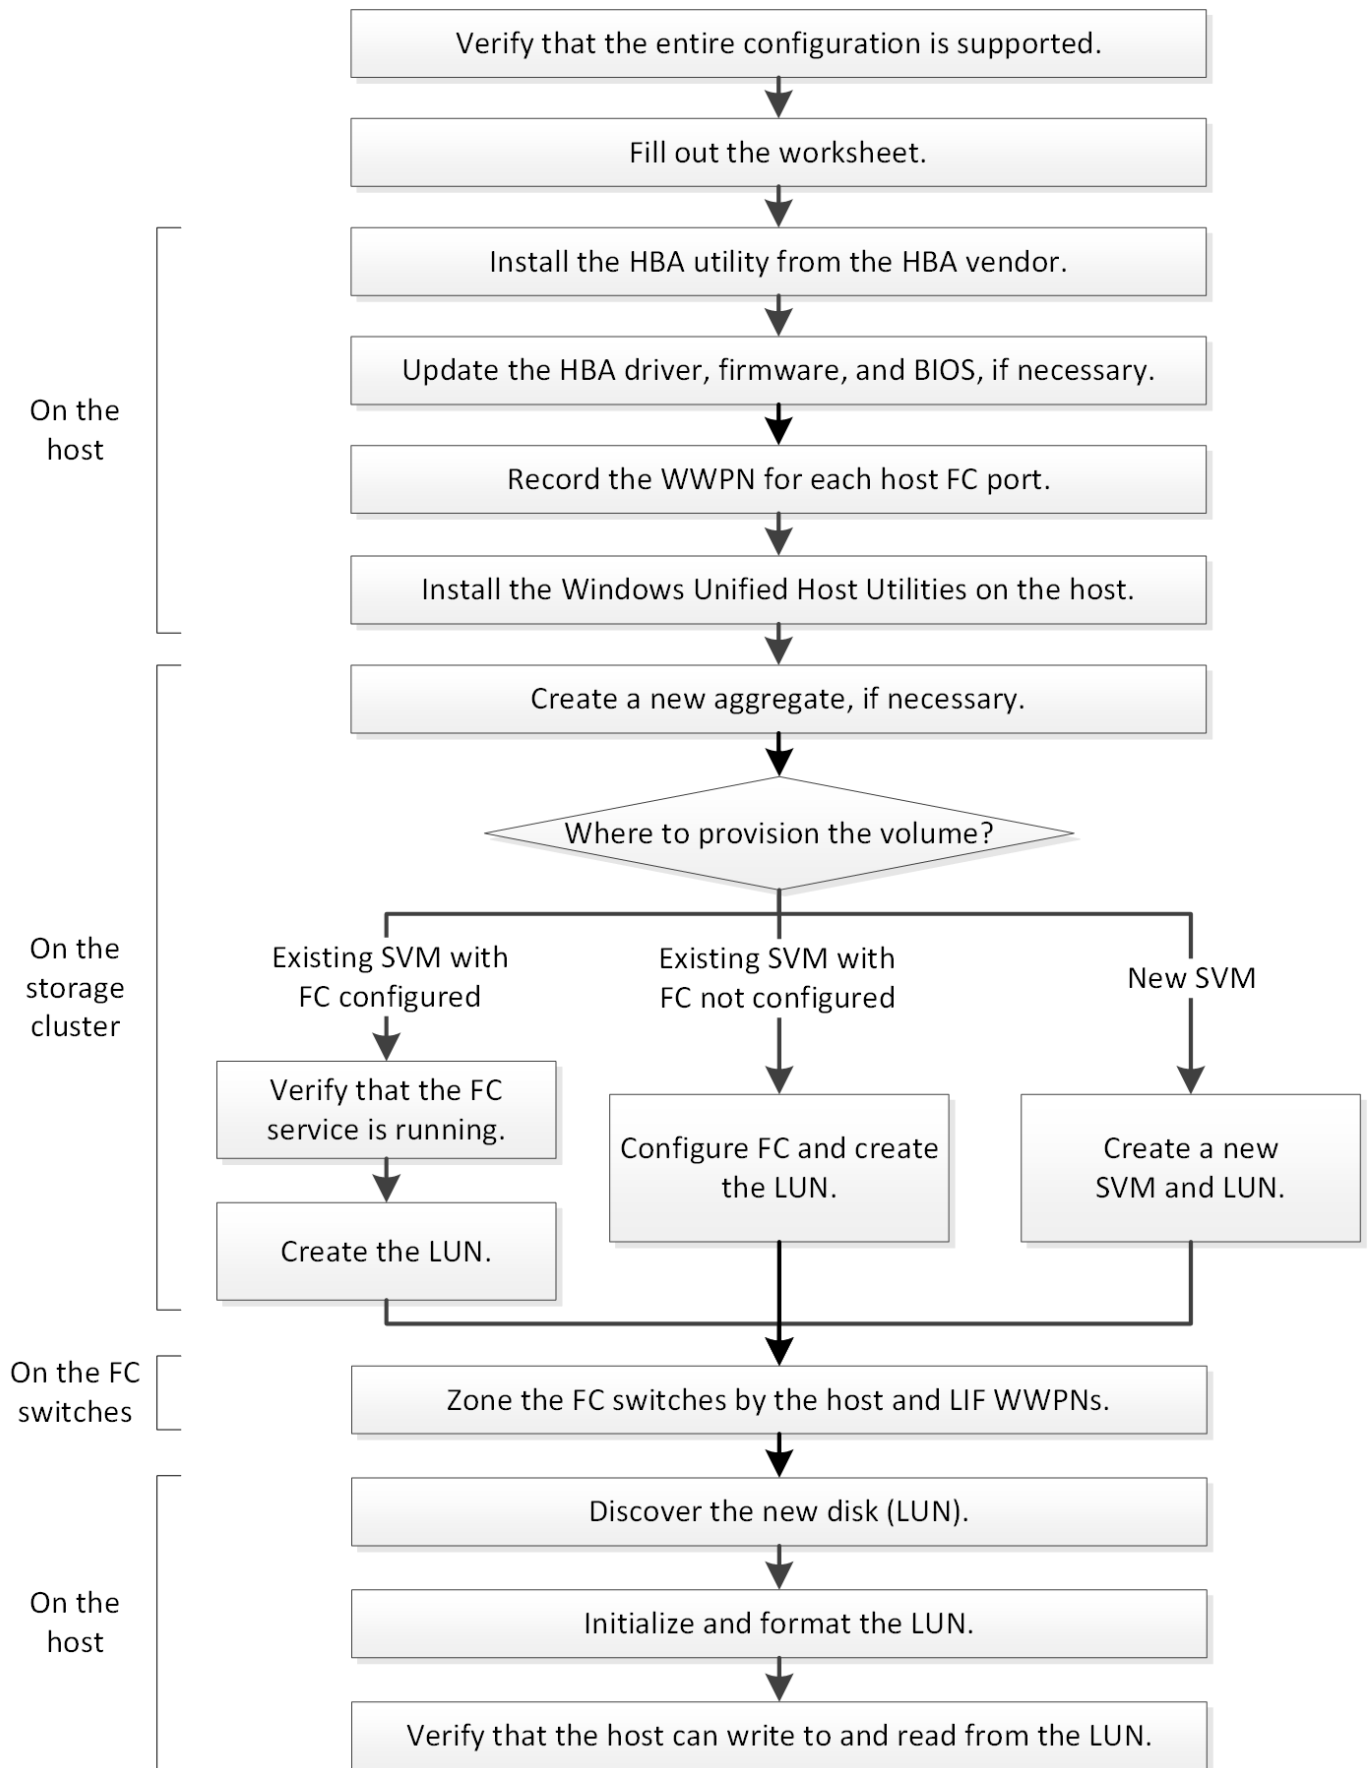 Verify that the entire configuration is supported.
Fill out the worksheet.
On the
host
Install the HBA utility from the HBA vendor.
Update the HBA driver, firmware, and BIOS, if necessary.
Record the WWPN for each host FC port.
Install the Windows Unified Host Utilities on the host.
On the
storage
cluster
Create a new aggregate, if necessary.
Where to provision the volume?
Existing SVM with
FC configured
Existing SVM with
FC not configured
New SVM
Verify that the FC
service is running.
Create the LUN.
Configure FC and create
the LUN.
Create a new
SVM and LUN.
On the FC
switches
Zone the FC switches by the host and LIF WWPNs.
On the
host
Discover the new disk (LUN).
Initialize and format the LUN.
Verify that the host can write to and read from the LUN.